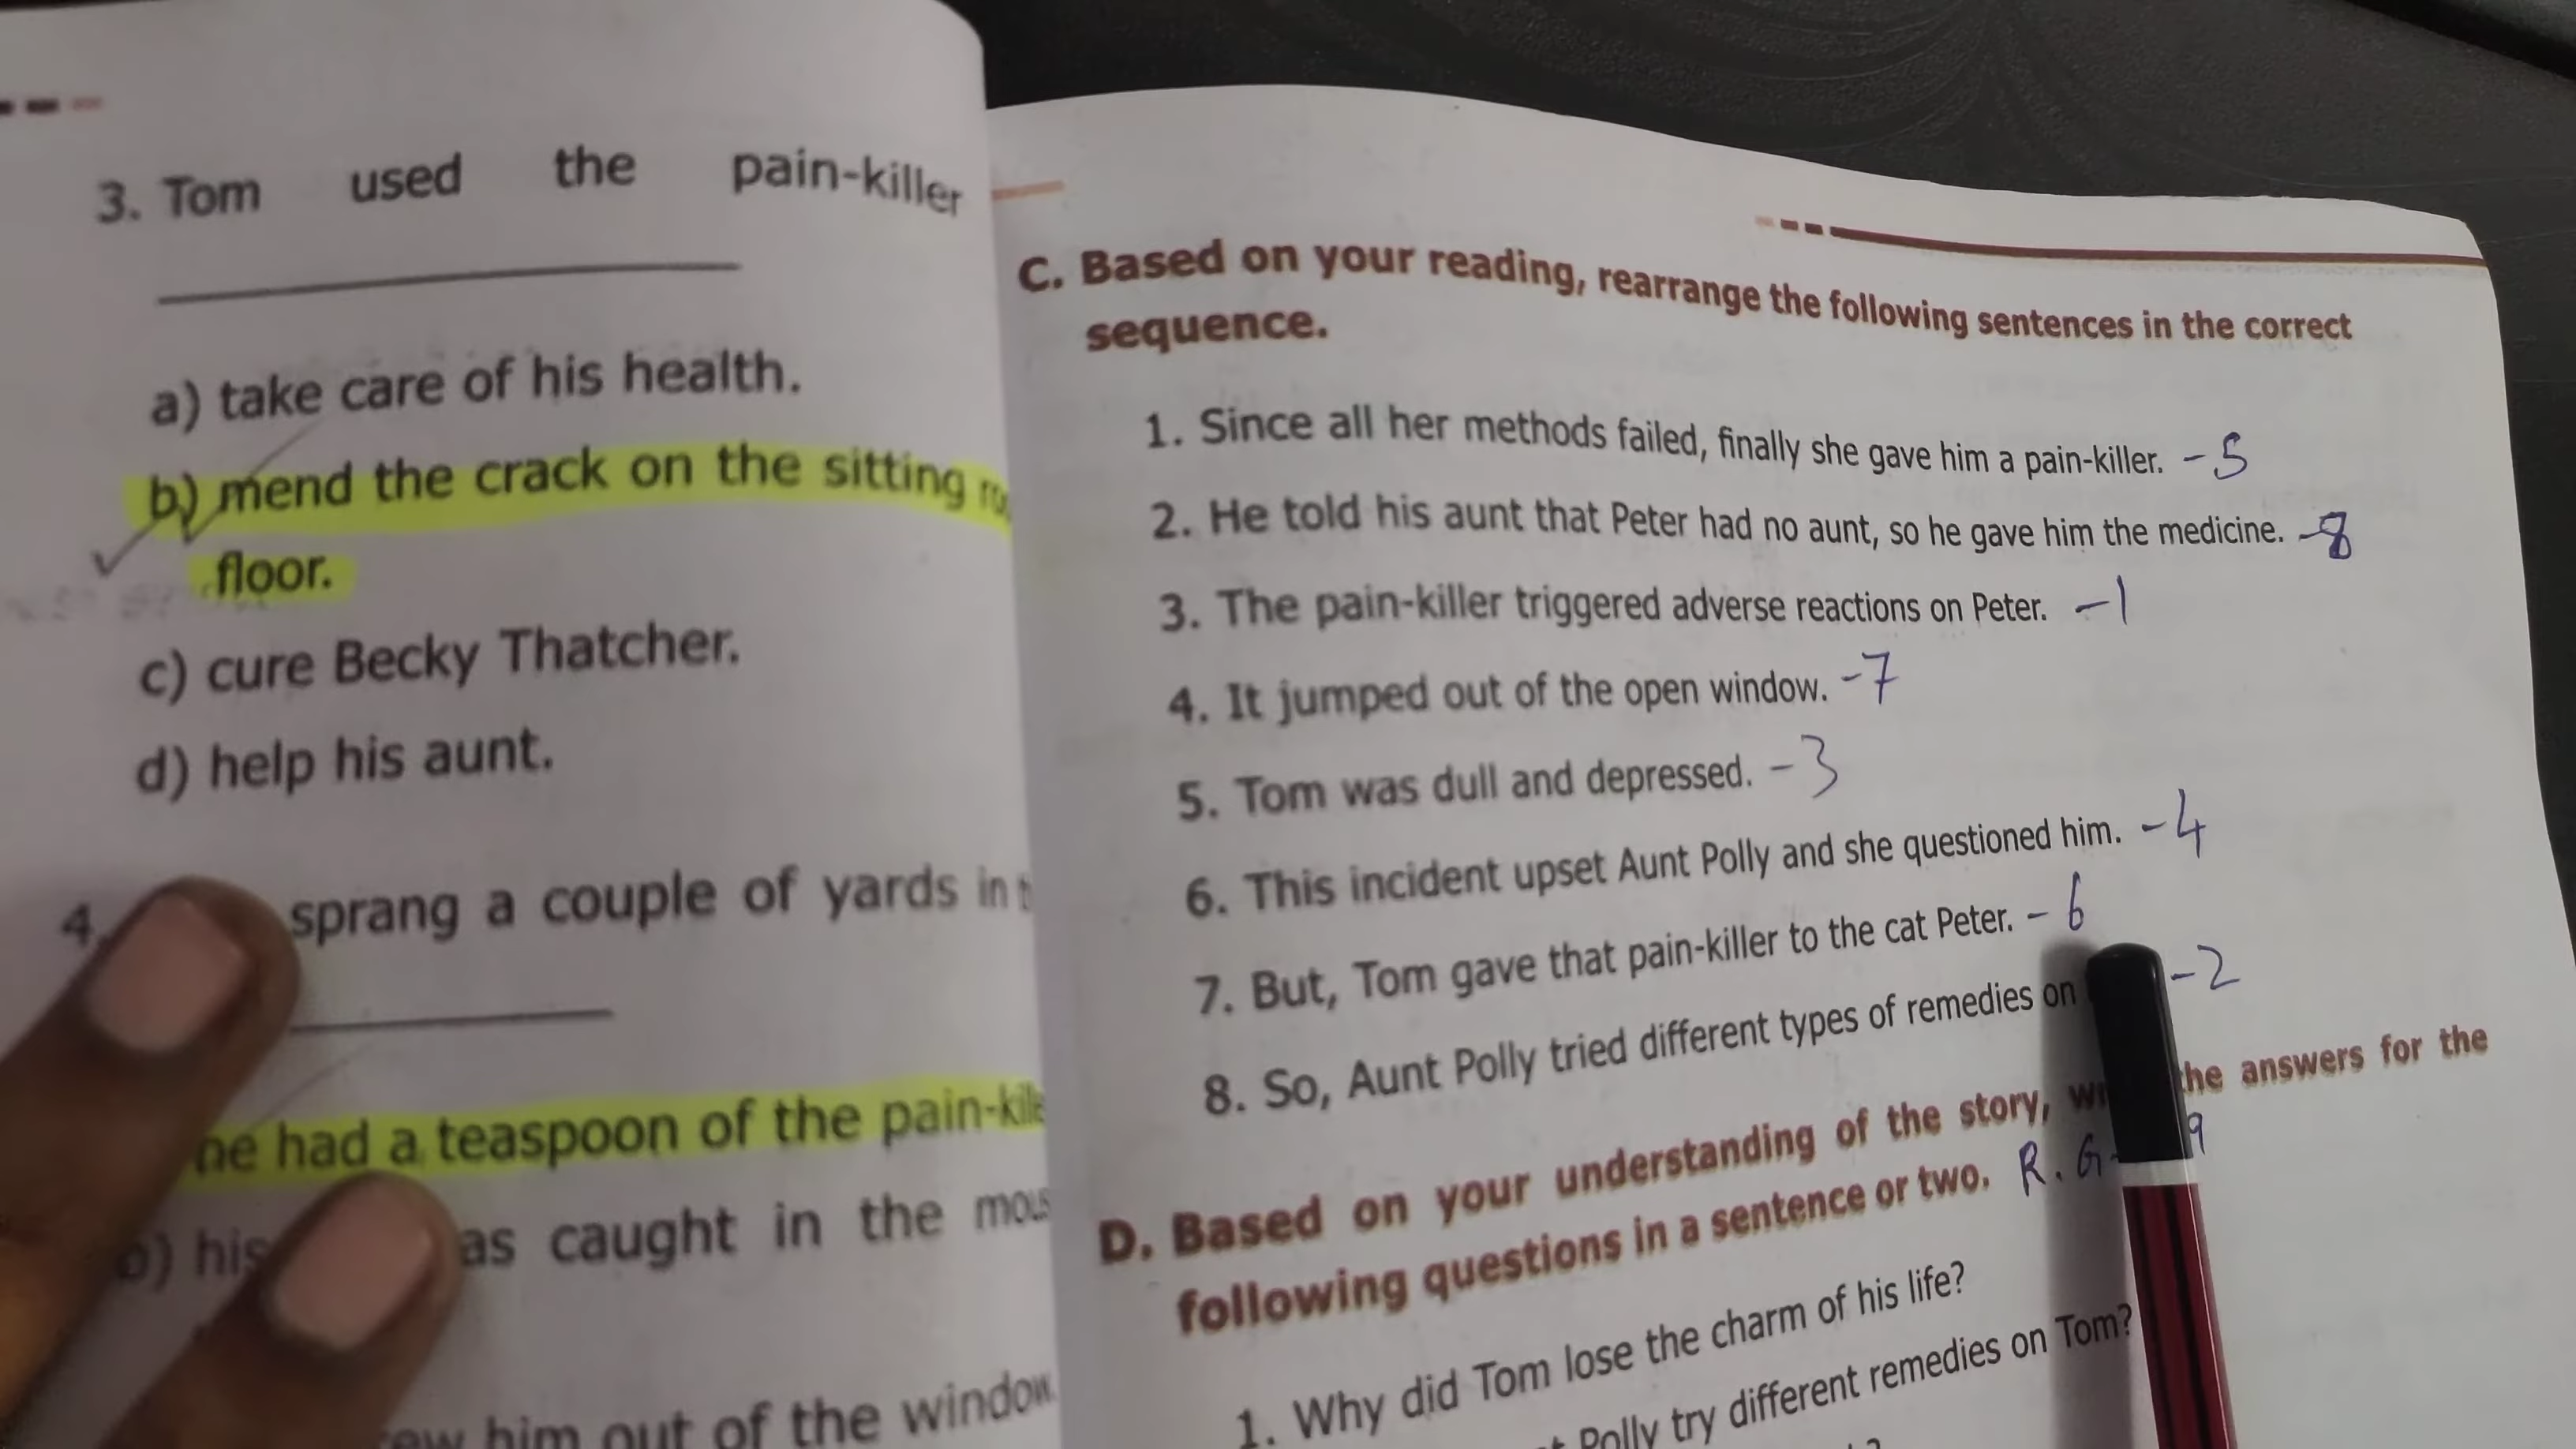 3. Tom used the pain-killer
a) take care of his health.
b) mend the crack on the sitting
floor.
c) cure Becky Thatcher.
d) help his aunt.
4. sprang a couple of yards in
he had a teaspoon of the
b) his as caught in the
him out of the window.
C. Based on your reading, rearrange the following sentences in the correct
sequence.
1. Since all her methods failed, finally she gave him a pain-killer. - 5
2. He told his aunt that Peter had no aunt, so he gave him the medicine. - 8
3. The pain-killer triggered adverse reactions on Peter. - 1
4. It jumped out of the open window. - 7
5. Tom was dull and depressed. - 3
6. This incident upset Aunt Polly and she questioned him. - 4
7. But, Tom gave that pain-killer to the cat Peter. - 6
8. So, Aunt Polly tried different types of remedies on - 2
D. Based on your understanding of the story, the answers for the
following questions in a sentence or two. R. G. 9
1. Why did Tom lose the charm of his life?
Polly try different remedies on Tom?